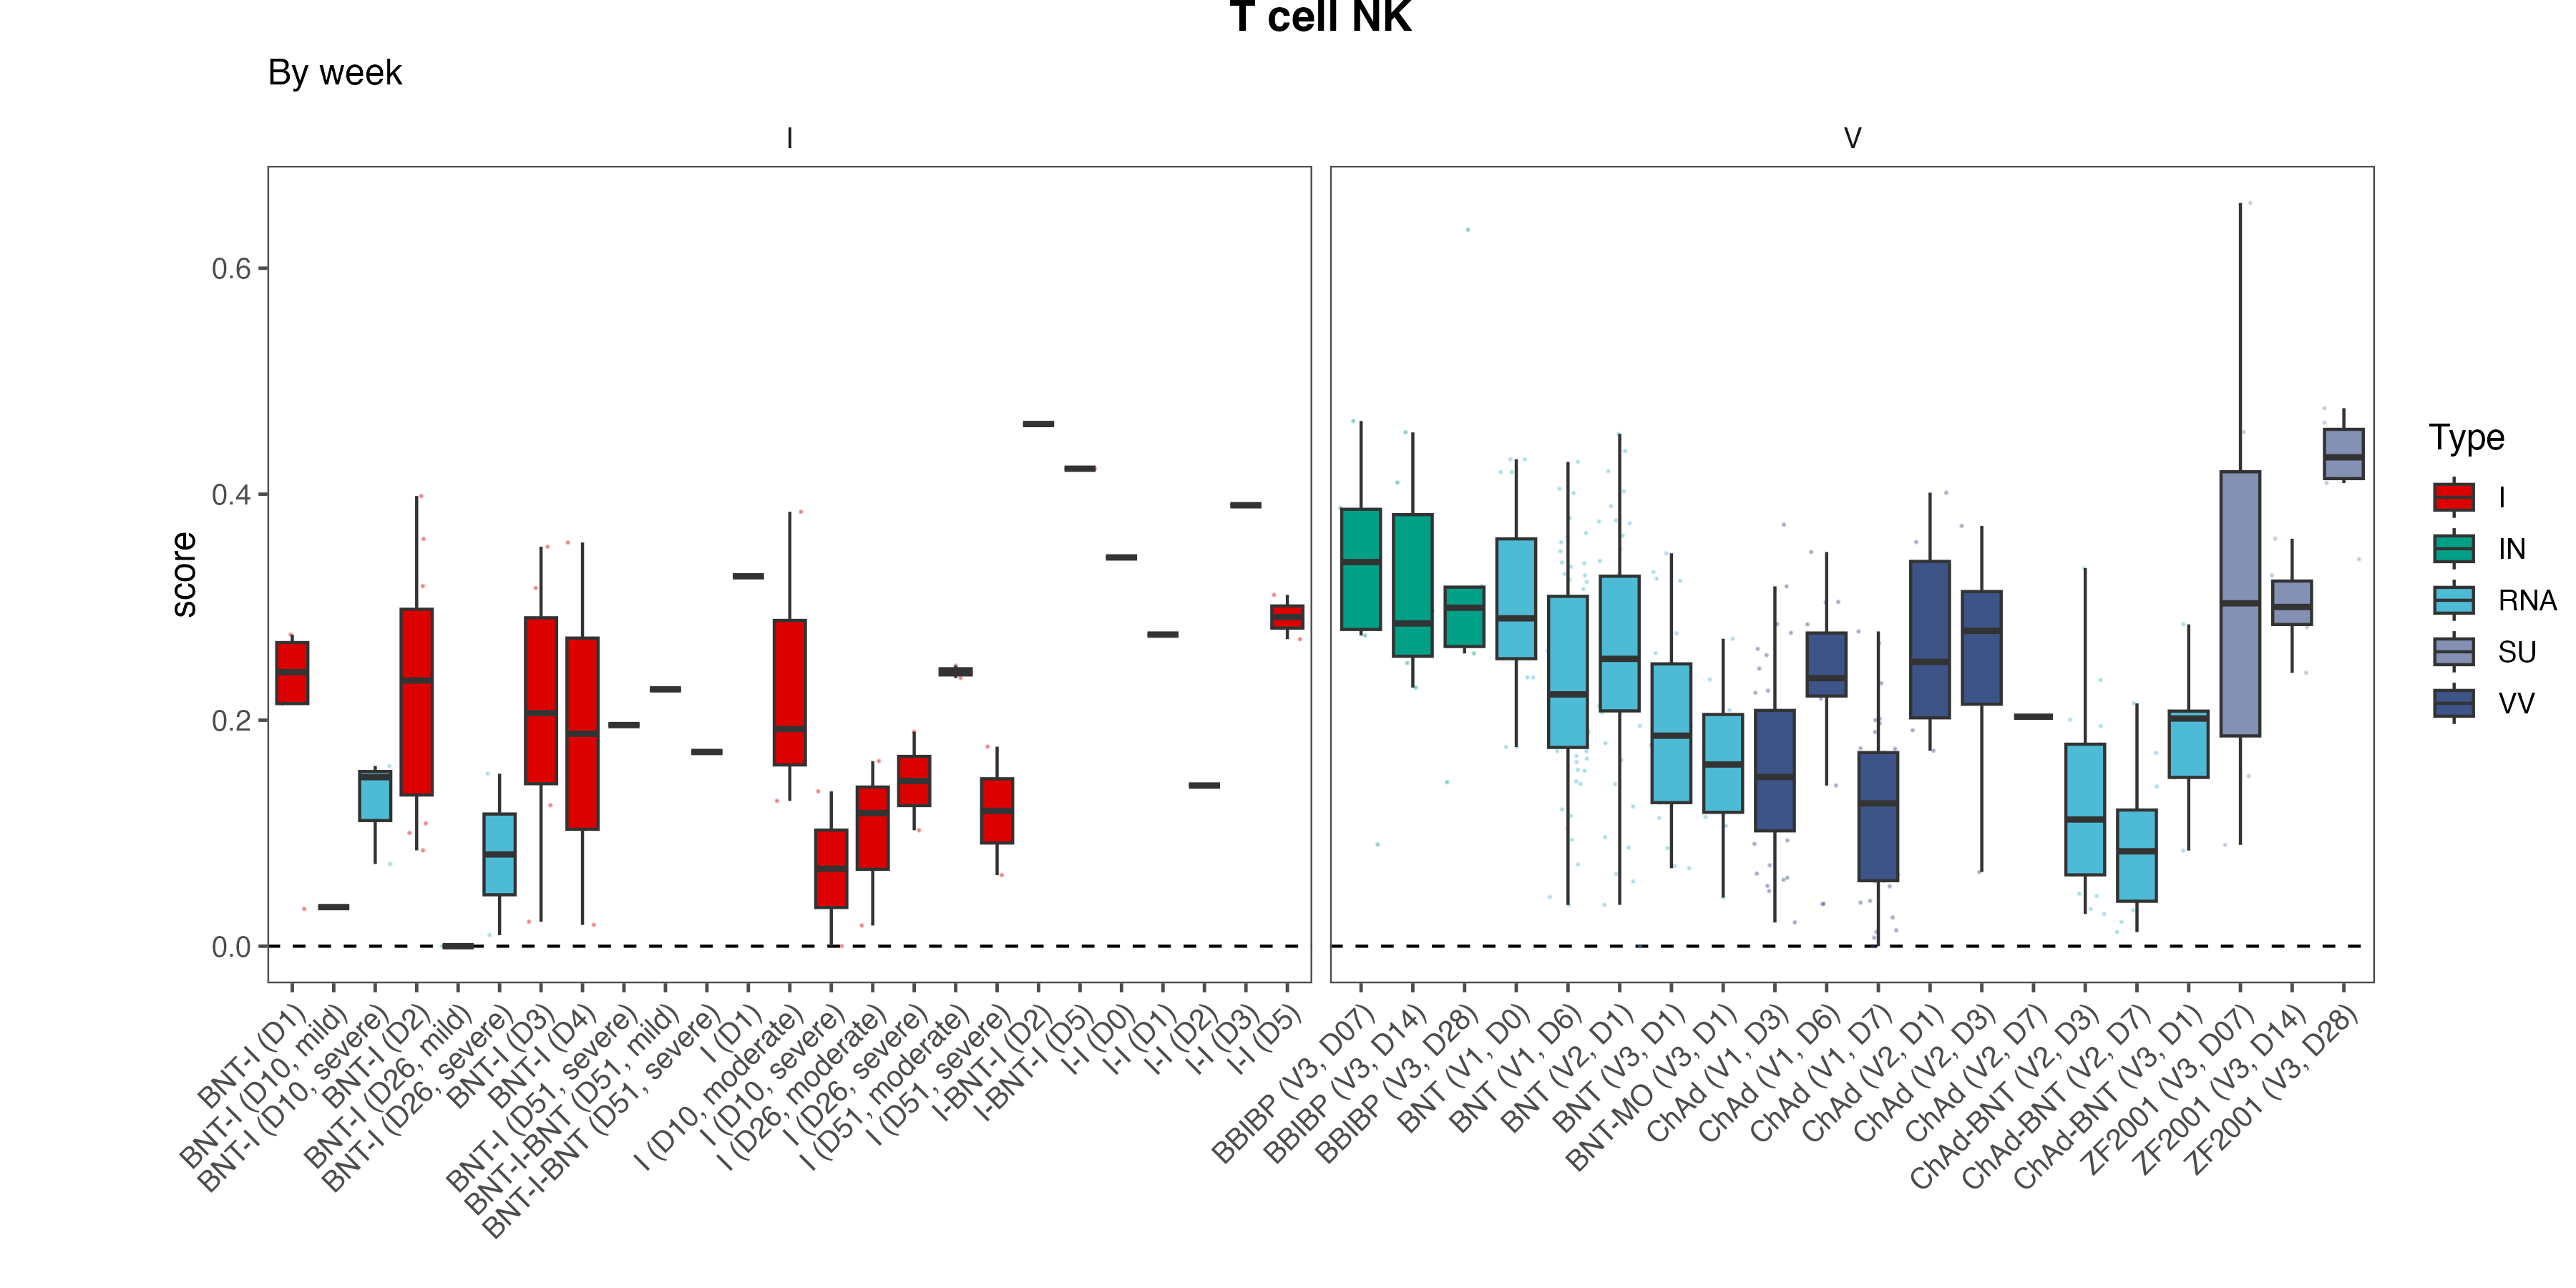 T cell NK
By week
I
V
score
0.6
0.4
0.2
0.0
BNT-I (D1)
BNT-I (D10, mild)
BNT-I (D10, severe)
BNT-I (D2)
BNT-I (D26, mild)
BNT-I (D26, severe)
BNT-I (D3)
BNT-I (D4)
BNT-I (D51, severe)
BNT-I-BNT (D51, mild)
BNT-I-BNT (D51, severe)
I (D1)
I (D10, moderate)
I (D10, severe)
I (D26, moderate)
I (D26, severe)
I (D51, moderate)
I (D51, severe)
I-BNT-I (D2)
I-BNT-I (D5)
I-I (D0)
I-I (D1)
I-I (D2)
I-I (D3)
I-I (D5)
BBIBP (V3, D07)
BBIBP (V3, D14)
BBIBP (V3, D28)
BNT (V1, D0)
BNT (V1, D6)
BNT (V2, D1)
BNT (V3, D1)
BNT-MO (V3, D1)
ChAd (V1, D3)
ChAd (V1, D6)
ChAd (V1, D7)
ChAd (V2, D1)
ChAd (V2, D3)
ChAd (V2, D7)
ChAd-BNT (V2, D3)
ChAd-BNT (V2, D7)
ChAd-BNT (V3, D1)
ZF2001 (V3, D07)
ZF2001 (V3, D14)
ZF2001 (V3, D28)
Type
I
IN
RNA
SU
VV